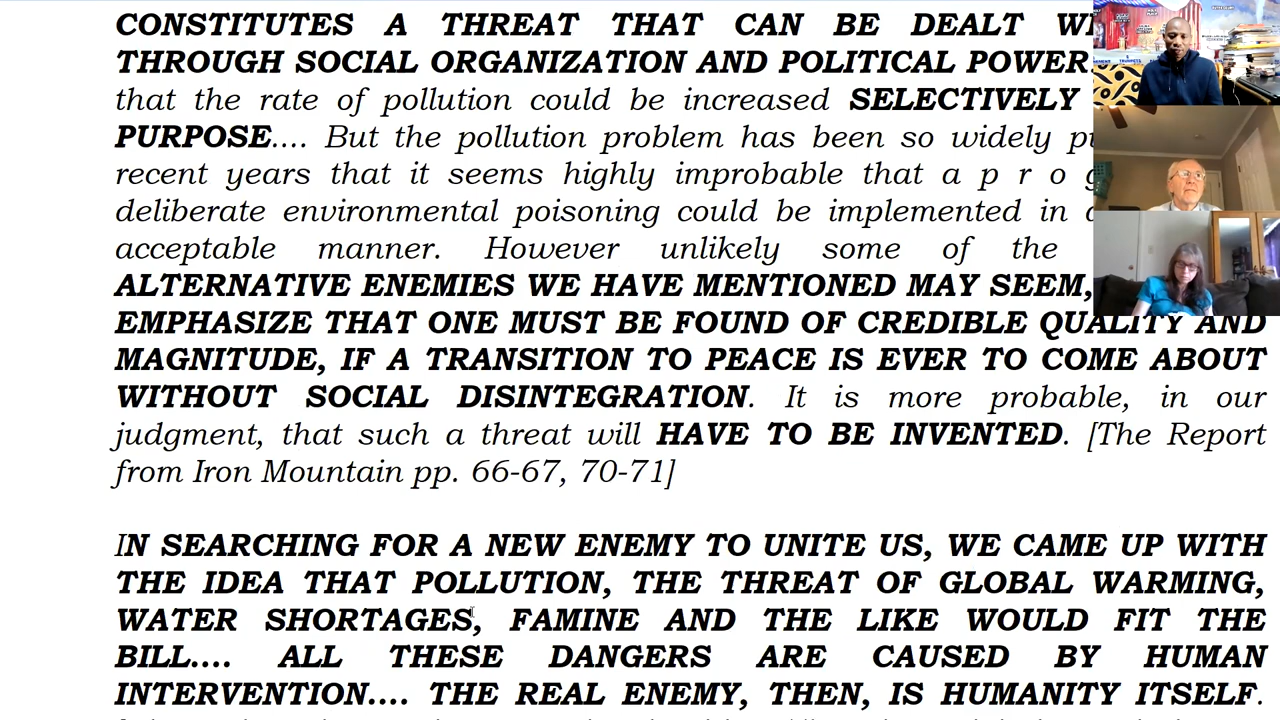 CONSTITUTES A THREAT THAT CAN BE DEALT
THROUGH SOCIAL ORGANIZATION AND POLITICAL POWER.
that the rate of pollution could be increased SELECTIVELY
PURPOSE.... But the pollution problem has been so widely
recent years that it seems highly improbable that a p r o
deliberate environmental poisoning could be implemented in
acceptable manner. However unlikely some of the
ALTERNATIVE ENEMIES WE HAVE MENTIONED MAY SEEM,
EMPHASIZE THAT ONE MUST BE FOUND OF CREDIBLE QUALITY AND
MAGNITUDE, IF A TRANSITION TO PEACE IS EVER TO COME ABOUT
WITHOUT SOCIAL DISINTEGRATION. It is more probable, in our
judgment, that such a threat will HAVE TO BE INVENTED. [The Report
from Iron Mountain pp. 66-67, 70-71]
IN SEARCHING FOR A NEW ENEMY TO UNITE US, WE CAME UP WITH
THE IDEA THAT POLLUTION, THE THREAT OF GLOBAL WARMING,
WATER SHORTAGES, FAMINE AND THE LIKE WOULD FIT THE
BILL.... ALL THESE DANGERS ARE CAUSED BY HUMAN
INTERVENTION.... THE REAL ENEMY, THEN, IS HUMANITY ITSELF.